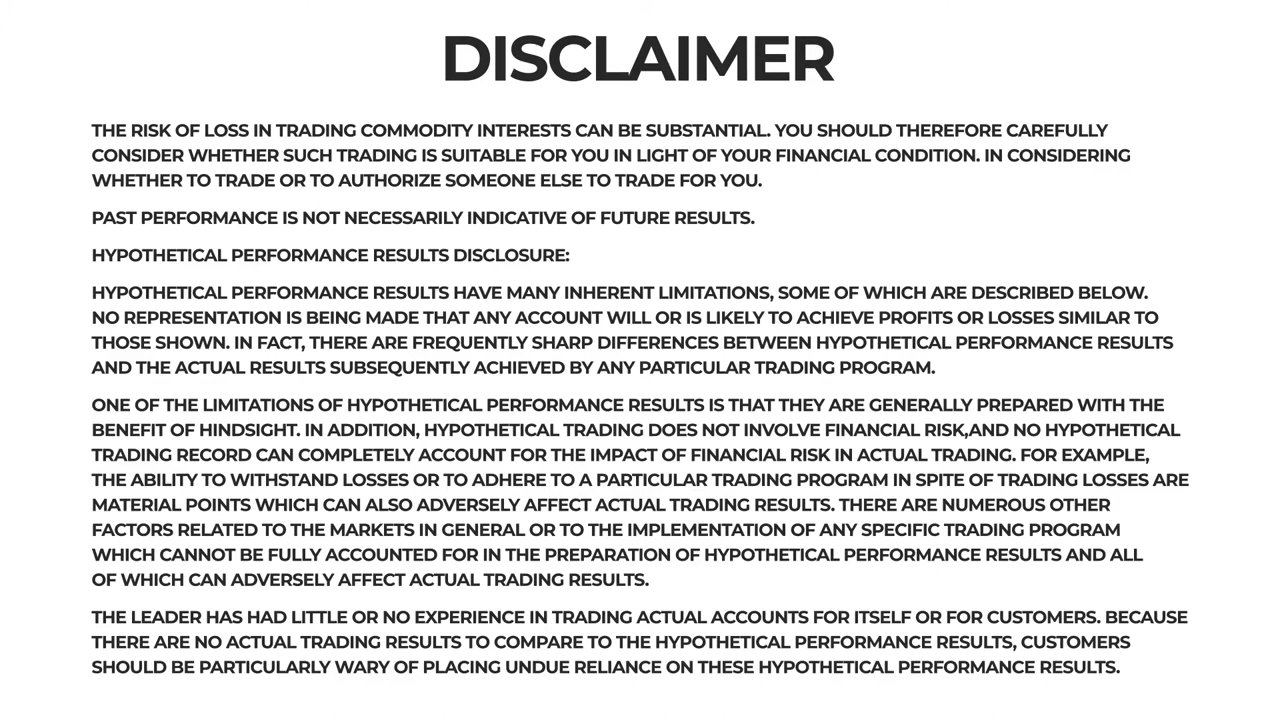 DISCLAIMER
THE RISK OF LOSS IN TRADING COMMODITY INTERESTS CAN BE SUBSTANTIAL. YOU SHOULD THEREFORE CAREFULLY
CONSIDER WHETHER SUCH TRADING IS SUITABLE FOR YOU IN LIGHT OF YOUR FINANCIAL CONDITION. IN CONSIDERING
WHETHER TO TRADE OR TO AUTHORIZE SOMEONE ELSE TO TRADE FOR YOU.
PAST PERFORMANCE IS NOT NECESSARILY INDICATIVE OF FUTURE RESULTS.
HYPOTHETICAL PERFORMANCE RESULTS DISCLOSURE:
HYPOTHETICAL PERFORMANCE RESULTS HAVE MANY INHERENT LIMITATIONS, SOME OF WHICH ARE DESCRIBED BELOW.
NO REPRESENTATION IS BEING MADE THAT ANY ACCOUNT WILL OR IS LIKELY TO ACHIEVE PROFITS OR LOSSES SIMILAR TO
THOSE SHOWN. IN FACT, THERE ARE FREQUENTLY SHARP DIFFERENCES BETWEEN HYPOTHETICAL PERFORMANCE RESULTS
AND THE ACTUAL RESULTS SUBSEQUENTLY ACHIEVED BY ANY PARTICULAR TRADING PROGRAM.
ONE OF THE LIMITATIONS OF HYPOTHETICAL PERFORMANCE RESULTS IS THAT THEY ARE GENERALLY PREPARED WITH THE
BENEFIT OF HINDSIGHT. IN ADDITION, HYPOTHETICAL TRADING DOES NOT INVOLVE FINANCIAL RISK,AND NO HYPOTHETICAL
TRADING RECORD CAN COMPLETELY ACCOUNT FOR THE IMPACT OF FINANCIAL RISK IN ACTUAL TRADING. FOR EXAMPLE,
THE ABILITY TO WITHSTAND LOSSES OR TO ADHERE TO A PARTICULAR TRADING PROGRAM IN SPITE OF TRADING LOSSES ARE
MATERIAL POINTS WHICH CAN ALSO ADVERSELY AFFECT ACTUAL TRADING RESULTS. THERE ARE NUMEROUS OTHER
FACTORS RELATED TO THE MARKETS IN GENERAL OR TO THE IMPLEMENTATION OF ANY SPECIFIC TRADING PROGRAM
WHICH CANNOT BE FULLY ACCOUNTED FOR IN THE PREPARATION OF HYPOTHETICAL PERFORMANCE RESULTS AND ALL
OF WHICH CAN ADVERSELY AFFECT ACTUAL TRADING RESULTS.
THE LEADER HAS HAD LITTLE OR NO EXPERIENCE IN TRADING ACTUAL ACCOUNTS FOR ITSELF OR FOR CUSTOMERS. BECAUSE
THERE ARE NO ACTUAL TRADING RESULTS TO COMPARE TO THE HYPOTHETICAL PERFORMANCE RESULTS, CUSTOMERS
SHOULD BE PARTICULARLY WARY OF PLACING UNDUE RELIANCE ON THESE HYPOTHETICAL PERFORMANCE RESULTS.